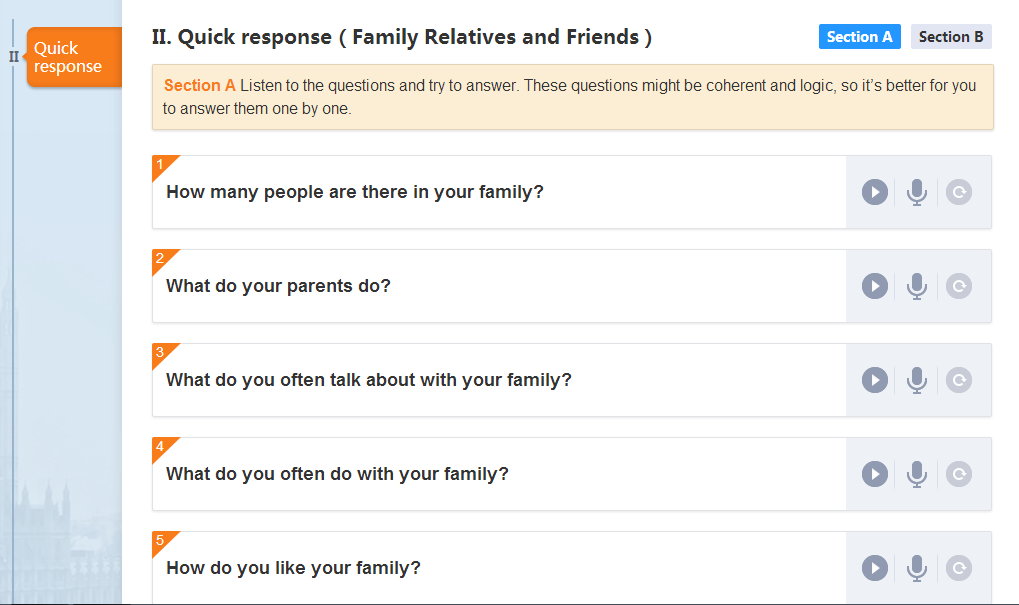 II
Quick
response
II. Quick response ( Family Relatives and Friends )
Section A
Section B
Section A Listen to the questions and try to answer. These questions might be coherent and logic, so it’s better for you
to answer them one by one.
1
How many people are there in your family?
2
What do your parents do?
3
What do you often talk about with your family?
4
What do you often do with your family?
5
How do you like your family?